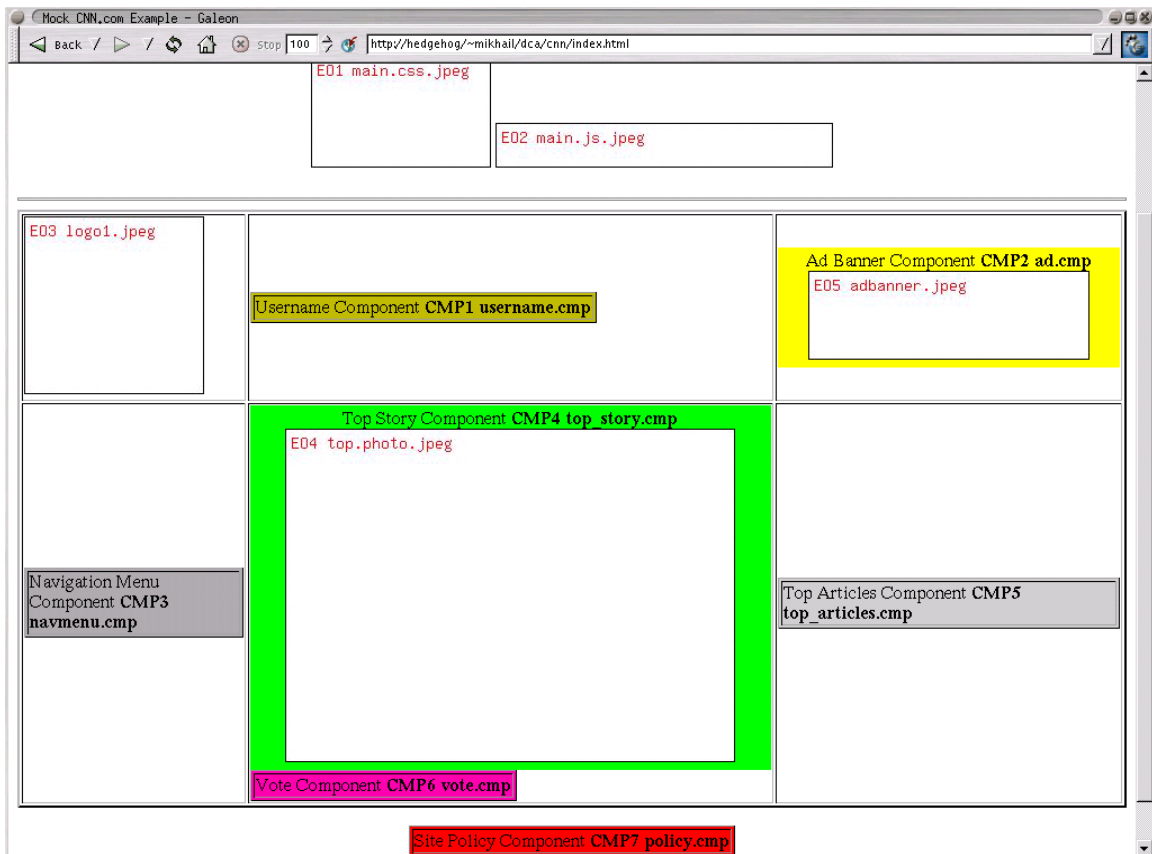 Mock CNN.com Example - Galeon
Back Stop 100 http://hedgehog/~mikhail/dca/cnn/index.html
E01 main.css.jpeg
E02 main.js.jpeg
E03 logo1.jpeg
Username Component CMP1 username.cmp
Ad Banner Component CMP2 ad.cmp
E05 adbanner.jpeg
Navigation Menu
Component CMP3
navmenu.cmp
Top Story Component CMP4 top_story.cmp
E04 top.photo.jpeg
Vote Component CMP6 vote.cmp
Top Articles Component CMP5
top_articles.cmp
Site Policy Component CMP7 policy.cmp